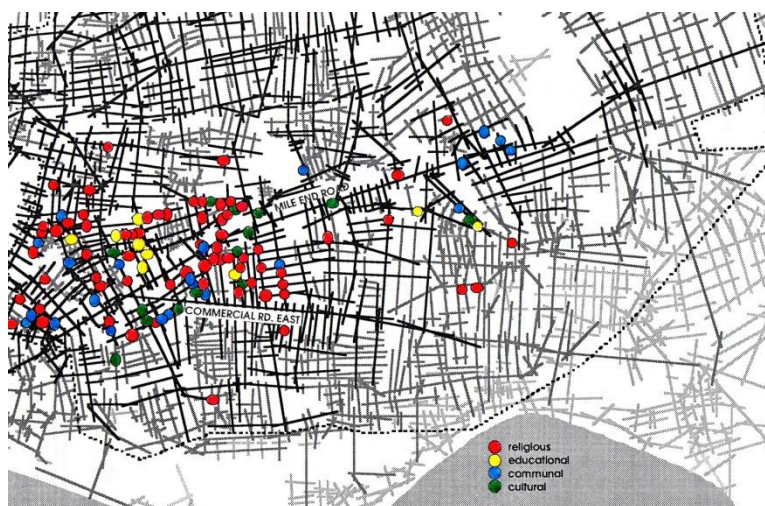 MILE END ROAD
COMMERCIAL RD. EAST
religious
educational
communal
cultural